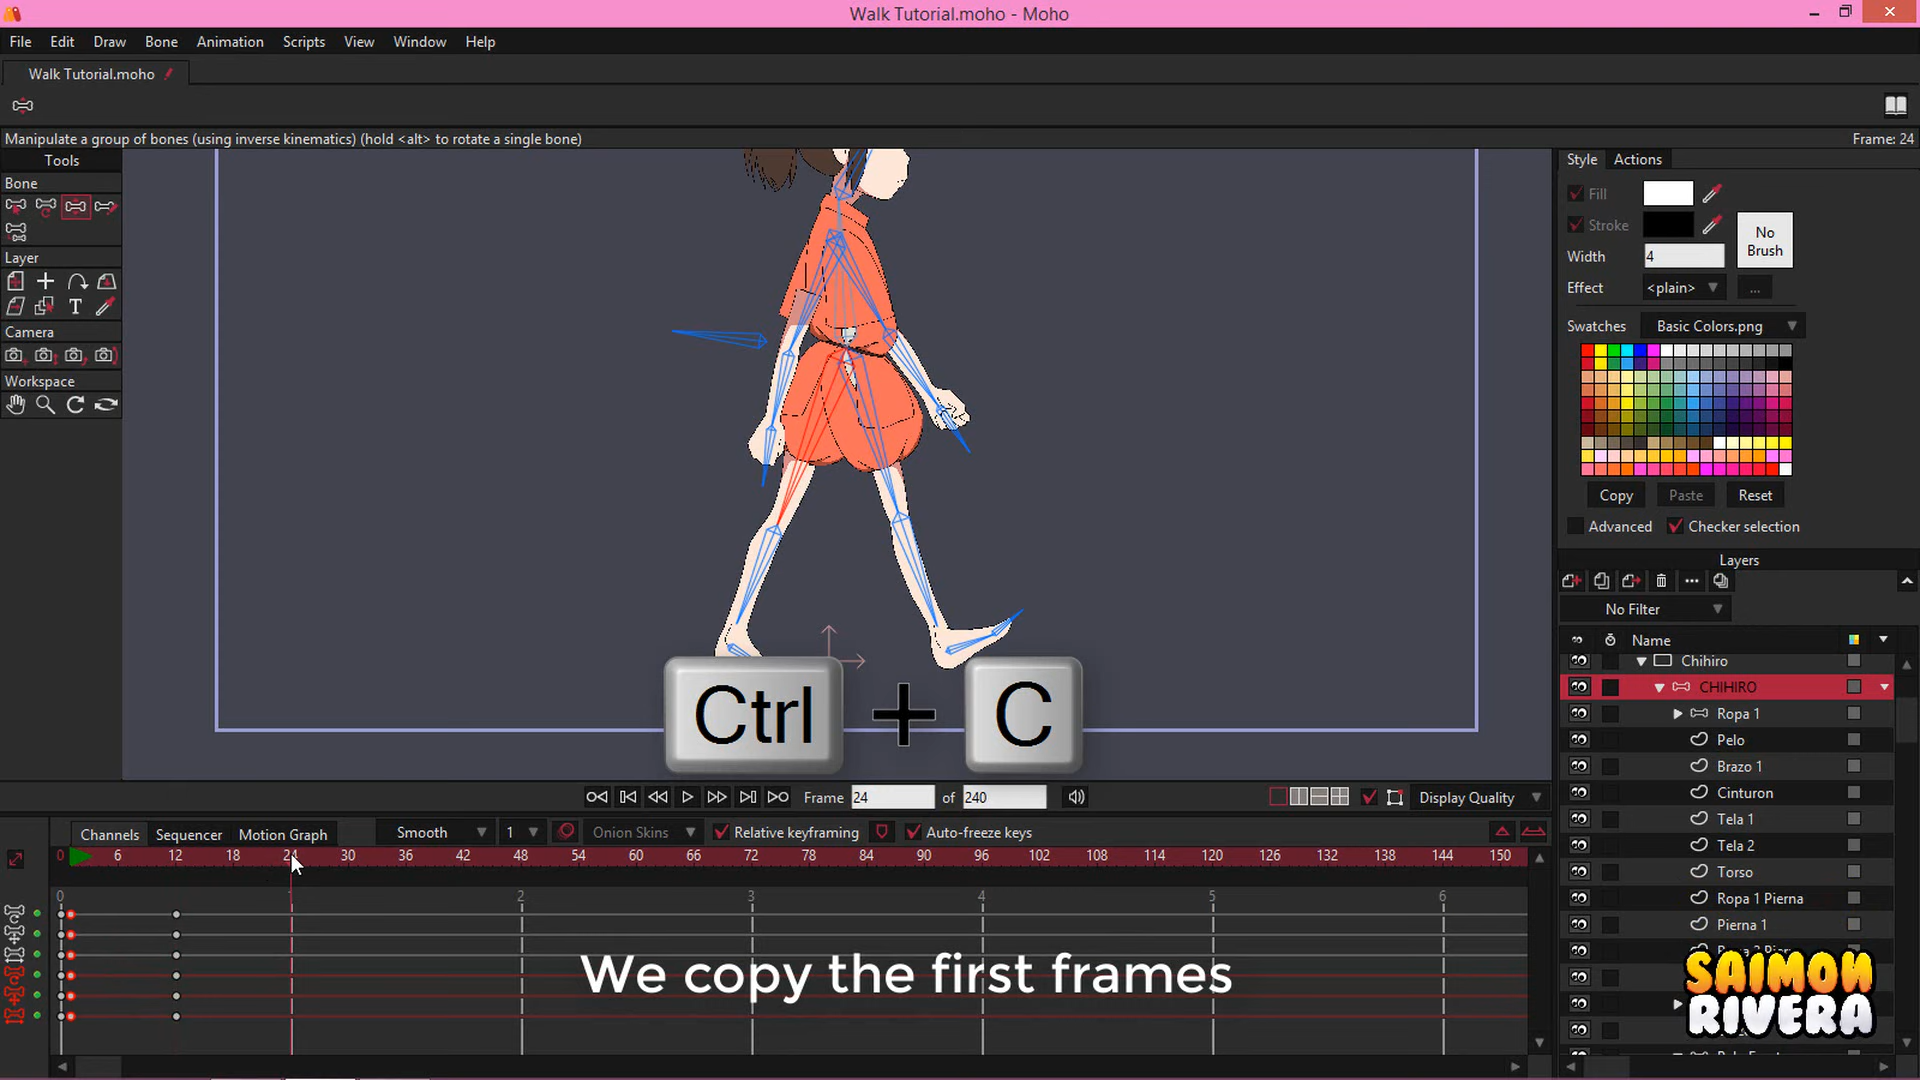 Walk Tutorial.moho - Moho
File Edit Draw Bone Animation Scripts View Window Help
Walk Tutorial.moho
Manipulate a group of bones (using inverse kinematics) (hold <alt> to rotate a single bone)
Frame: 24
Tools
Bone
Layer
T
Camera
Workspace
Style Actions
Fill
Stroke
No
Brush
Width 4
Effect <plain> ...
Swatches Basic Colors.png
Copy Paste Reset
Advanced Checker selection
Layers
No Filter
Name
Chihiro
CHIHIRO
Ropa 1
Pelo
Brazo 1
Cinturon
Tela 1
Tela 2
Torso
Ropa 1 Pierna
Pierna 1
SAIMON
RIVERA
Ctrl + C
Frame 24 of 240
Display Quality
Channels Sequencer Motion Graph Smooth 1 Onion Skins Relative keyframing Auto-freeze keys
0 6 12 18 24 30 36 42 48 54 60 66 72 78 84 90 96 102 108 114 120 126 132 138 144 150
0 2 3 4 5 6
We copy the first frames